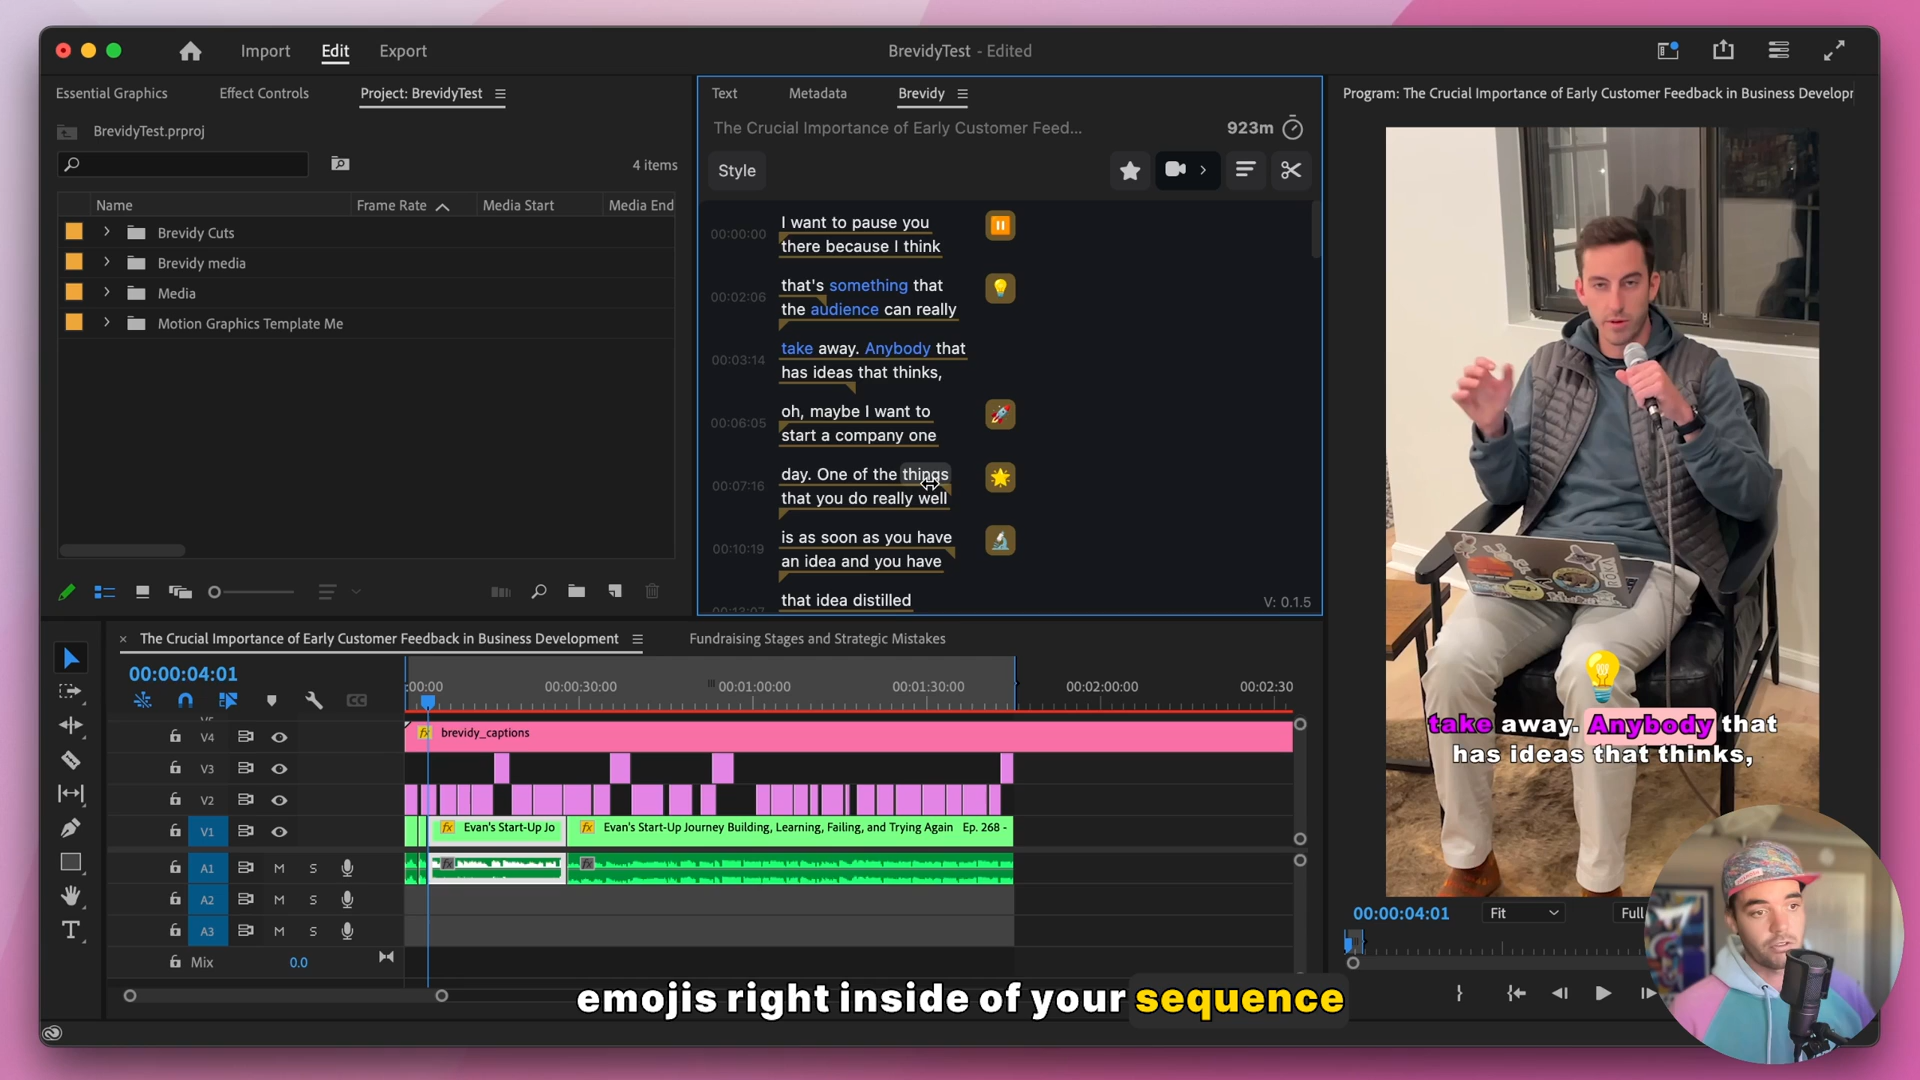 Import
Edit
Export
BrevidyTest - Edited
Essential Graphics
Effect Controls
Project: BrevidyTest
BrevidyTest.prproj
4 items
Name
Frame Rate
Media Start
Media End
Brevidy Cuts
Brevidy media
Media
Motion Graphics Template Me
Text
Metadata
Brevidy
The Crucial Importance of Early Customer Feed...
923m
Style
00:00:00
I want to pause you
there because I think
00:02:06
that's something that
the audience can really
00:03:14
take away. Anybody that
has ideas that thinks,
00:06:05
oh, maybe I want to
start a company one
00:07:16
day. One of the things
that you do really well
00:10:19
is as soon as you have
an idea and you have
that idea distilled
V: 0.1.5
Program: The Crucial Importance of Early Customer Feedback in Business Developr
take away. Anybody that
has ideas that thinks,
00:00:04:01
Fit
Full
The Crucial Importance of Early Customer Feedback in Business Development
Fundraising Stages and Strategic Mistakes
00:00:04:01
:00:00
00:00:30:00
00:01:00:00
00:01:30:00
00:02:00:00
00:02:30
V4
fx brevidy_captions
V3
V2
V1
fx Evan's Start-Up Jo
fx Evan's Start-Up Journey Building, Learning, Failing, and Trying Again Ep. 268 -
A1
M
S
A2
M
S
A3
M
S
Mix
0.0
emojis right inside of your sequence